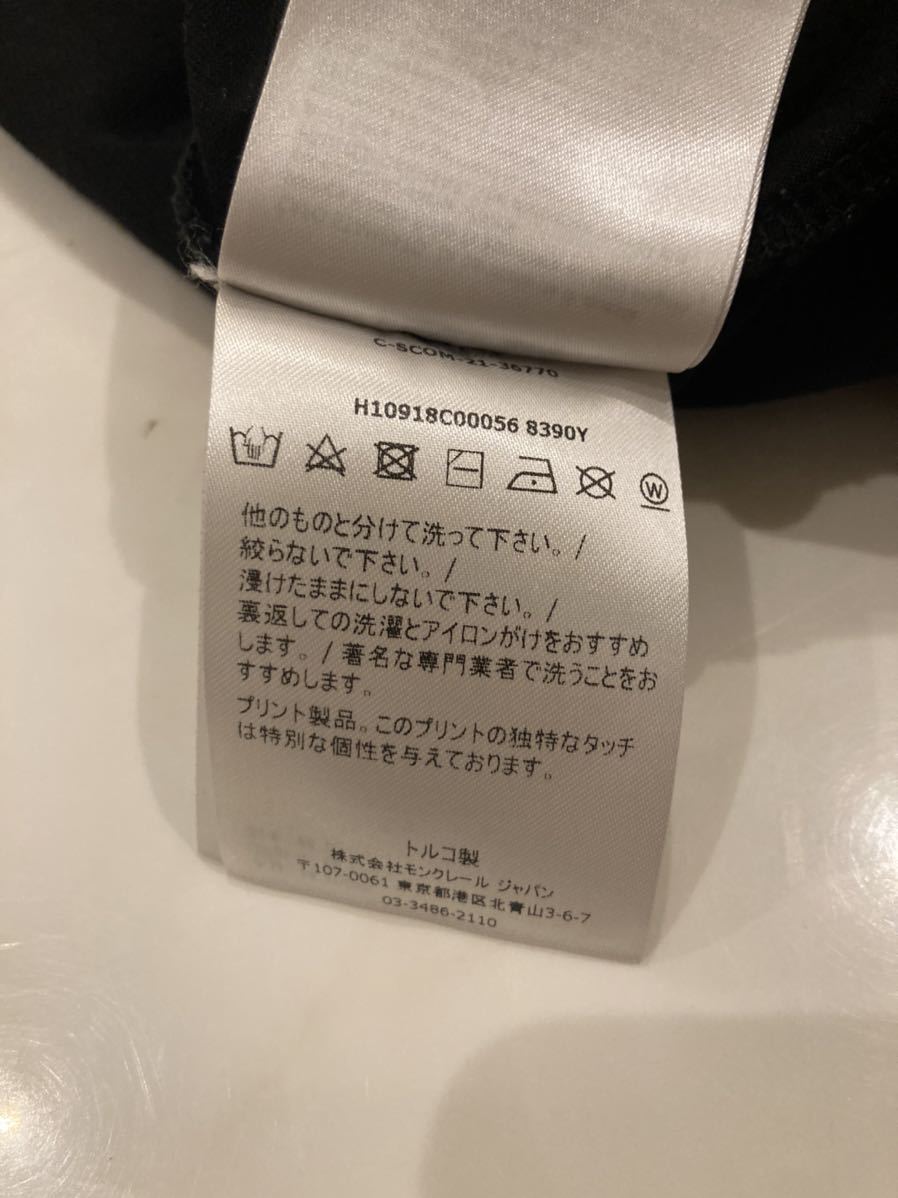 C-SCOM-21-36770
H10918C00056 8390Y
W
他のものと分けて洗って下さい。/
絞らないで下さい。/
浸けたままにしないで下さい。/
裏返しての洗濯とアイロンがけをおすすめ
します。/ 著名な専門業者で洗うことをお
すすめします。
プリント製品。このプリントの独特なタッチ
は特別な個性を与えております。
トルコ製
株式会社モンクレール ジャパン
〒107-0061 東京都港区北青山3-6-7
03-3486-2110